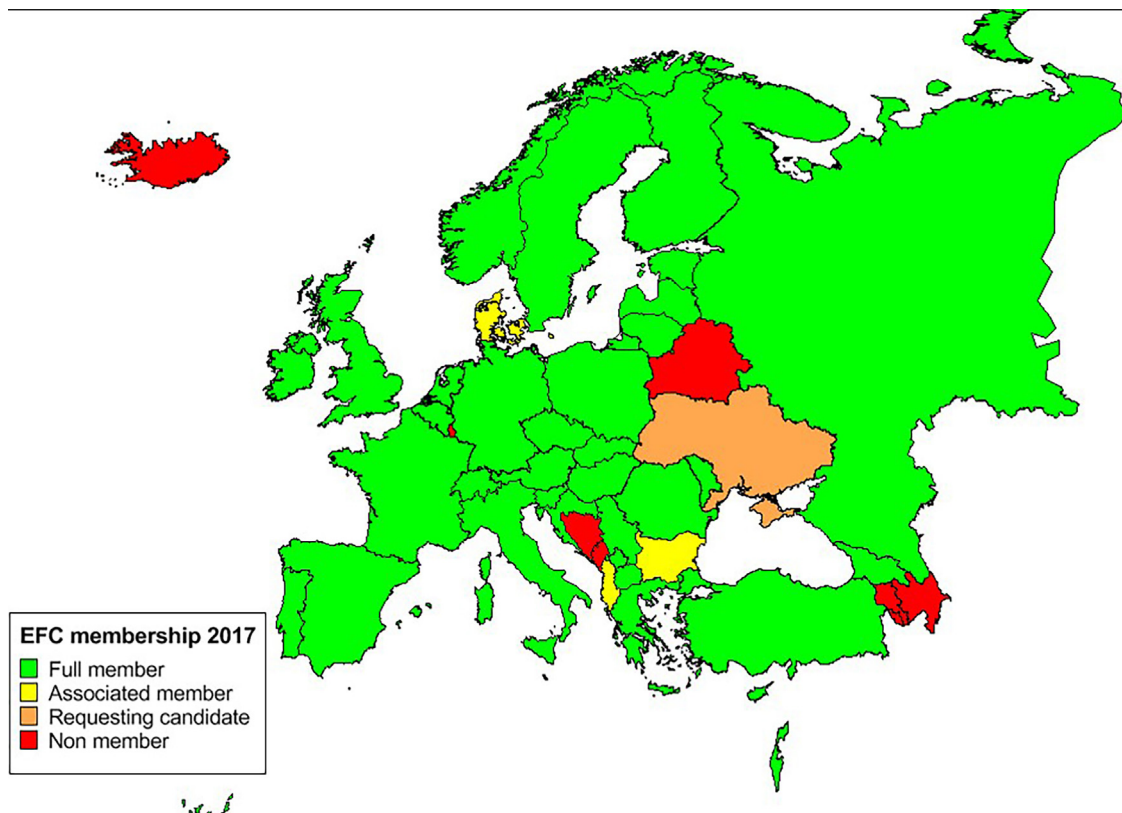 EFC membership 2017
Full member
Associated member
Requesting candidate
Non member